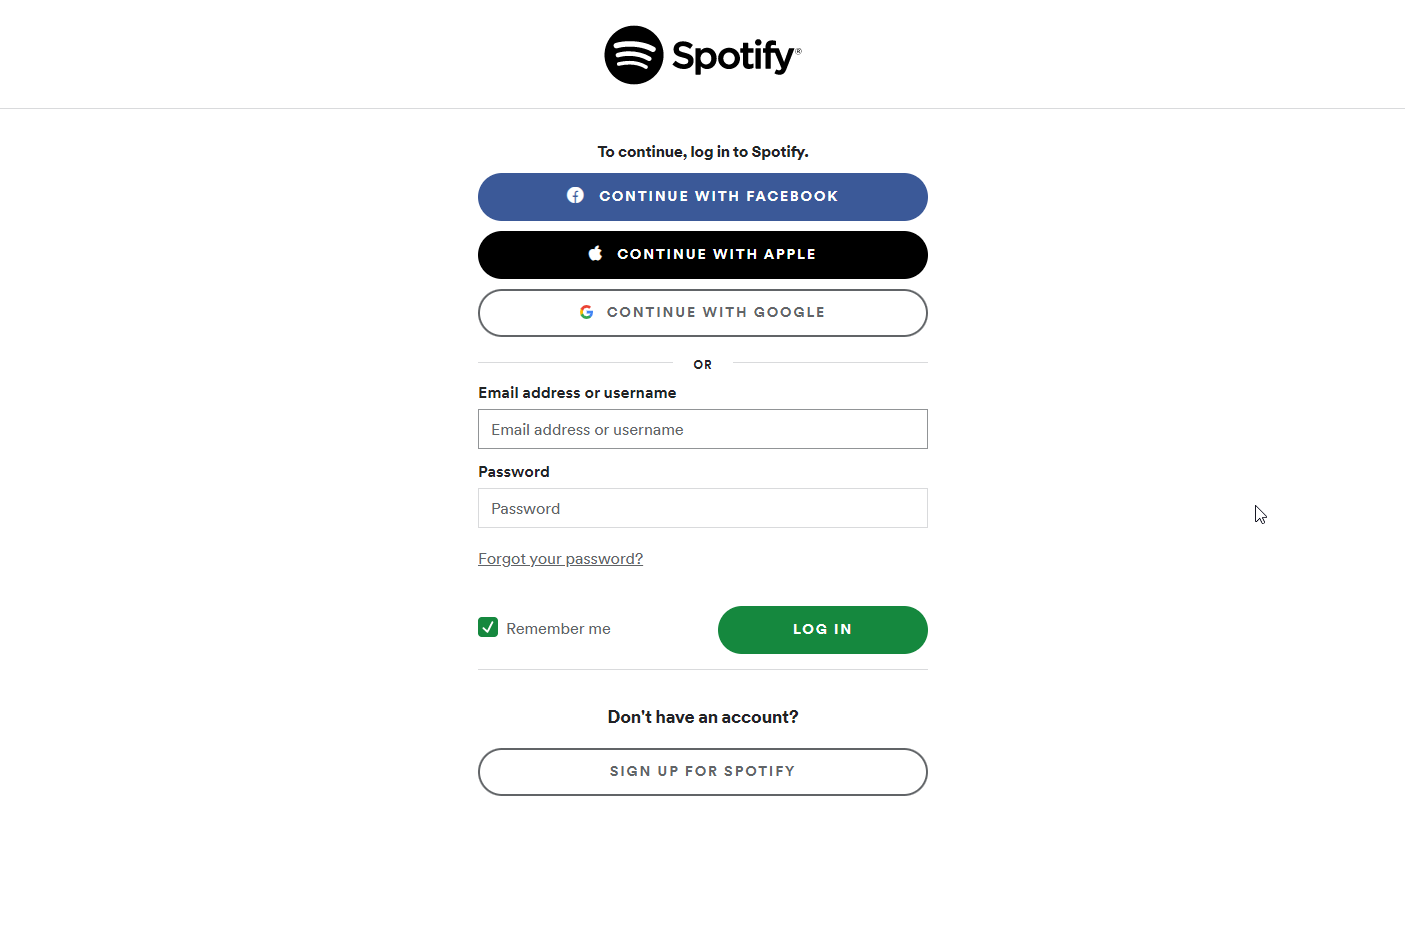 Spotify®
To continue, log in to Spotify.
CONTINUE WITH FACEBOOK
CONTINUE WITH APPLE
CONTINUE WITH GOOGLE
OR
Email address or username
Email address or username
Password
Password
Forgot your password?
Remember me
LOG IN
Don't have an account?
SIGN UP FOR SPOTIFY